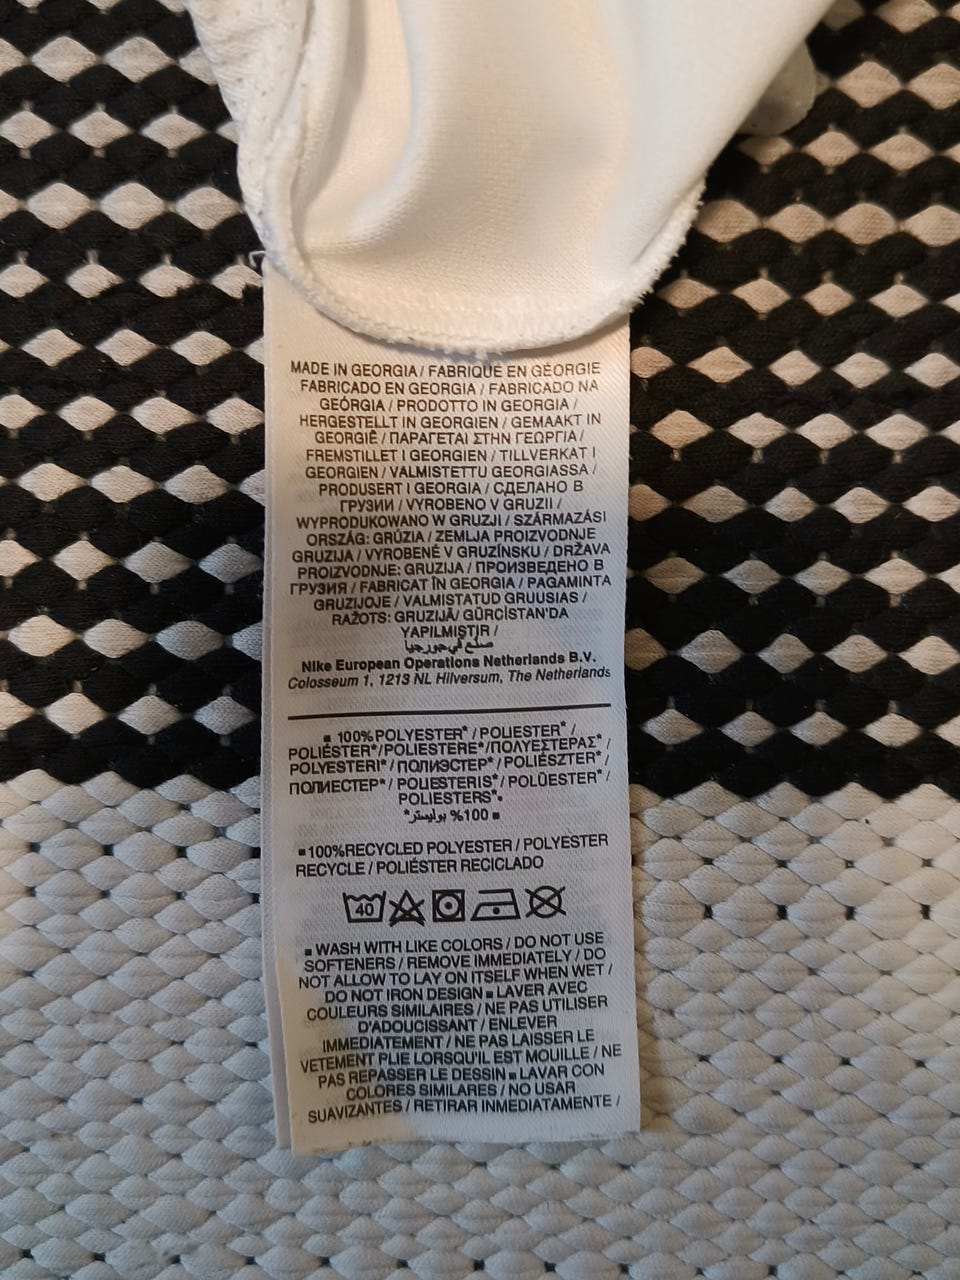 MADE IN GEORGIA / FABRIQUÉ EN GÉORGIE
FABRICADO EN GEORGIA / FABRICADO NA
GEÓRGIA / PRODOTTO IN GEORGIA /
HERGESTELLT IN GEORGIEN / GEMAAKT IN
GEORGIË / ΠΑΡΑΓΕΤΑΙ ΣΤΗΝ ΓΕΩΡΓΙΑ /
FREMSTILLET I GEORGIEN / TILLVERKAT I
GEORGIEN / VALMISTETTU GEORGIASSA /
PRODUSERT I GEORGIA / СДЕЛАНО В
ГРУЗИИ / VYROBENO V GRUZII /
WYPRODUKOWANO W GRUZJI / SZÁRMAZÁSI
ORSZÁG: GRÚZIA / ZEMLJA PROIZVODNJE
GRUZIJA / VYROBENÉ V GRUZÍNSKU / DRŽAVA
PROIZVODNJE: GRUZIJA / ПРОИЗВЕДЕНО В
ГРУЗИЯ / FABRICAT ÎN GEORGIA / PAGAMINTA
GRUZIJOJE / VALMISTATUD GRUUSIAS /
RAŽOTS: GRUZIJĀ/ GÜRCİSTAN'DA
YAPILMIŞTIR /
صنع في جورجيا
Nike European Operations Netherlands B.V.
Colosseum 1, 1213 NL Hilversum, The Netherlands
■ 100% POLYESTER* / POLIESTER* /
POLIÉSTER*/POLIESTERE*/ΠΟΛΥΕΣΤΕΡΑΣ* /
POLYESTERI* / ПОЛИЭСТЕР* / POLIÉSZTER* /
ПОЛИЕСТЕР* / POLIESTERIS* / POLÜESTER* /
POLIESTERS*
■ 100% بوليستر*
■100%RECYCLED POLYESTER / POLYESTER
RECYCLE / POLIÉSTER RECICLADO
40
■ WASH WITH LIKE COLORS / DO NOT USE
SOFTENERS / REMOVE IMMEDIATELY / DO
NOT ALLOW TO LAY ON ITSELF WHEN WET /
DO NOT IRON DESIGN ■ LAVER AVEC
COULEURS SIMILAIRES / NE PAS UTILISER
D'ADOUCISSANT / ENLEVER
IMMEDIATEMENT / NE PAS LAISSER LE
VETEMENT PLIE LORSQU'IL EST MOUILLE / NE
PAS REPASSER LE DESSIN ■ LAVAR CON
COLORES SIMILARES / NO USAR
SUAVIZANTES / RETIRAR INMEDIATAMENTE /